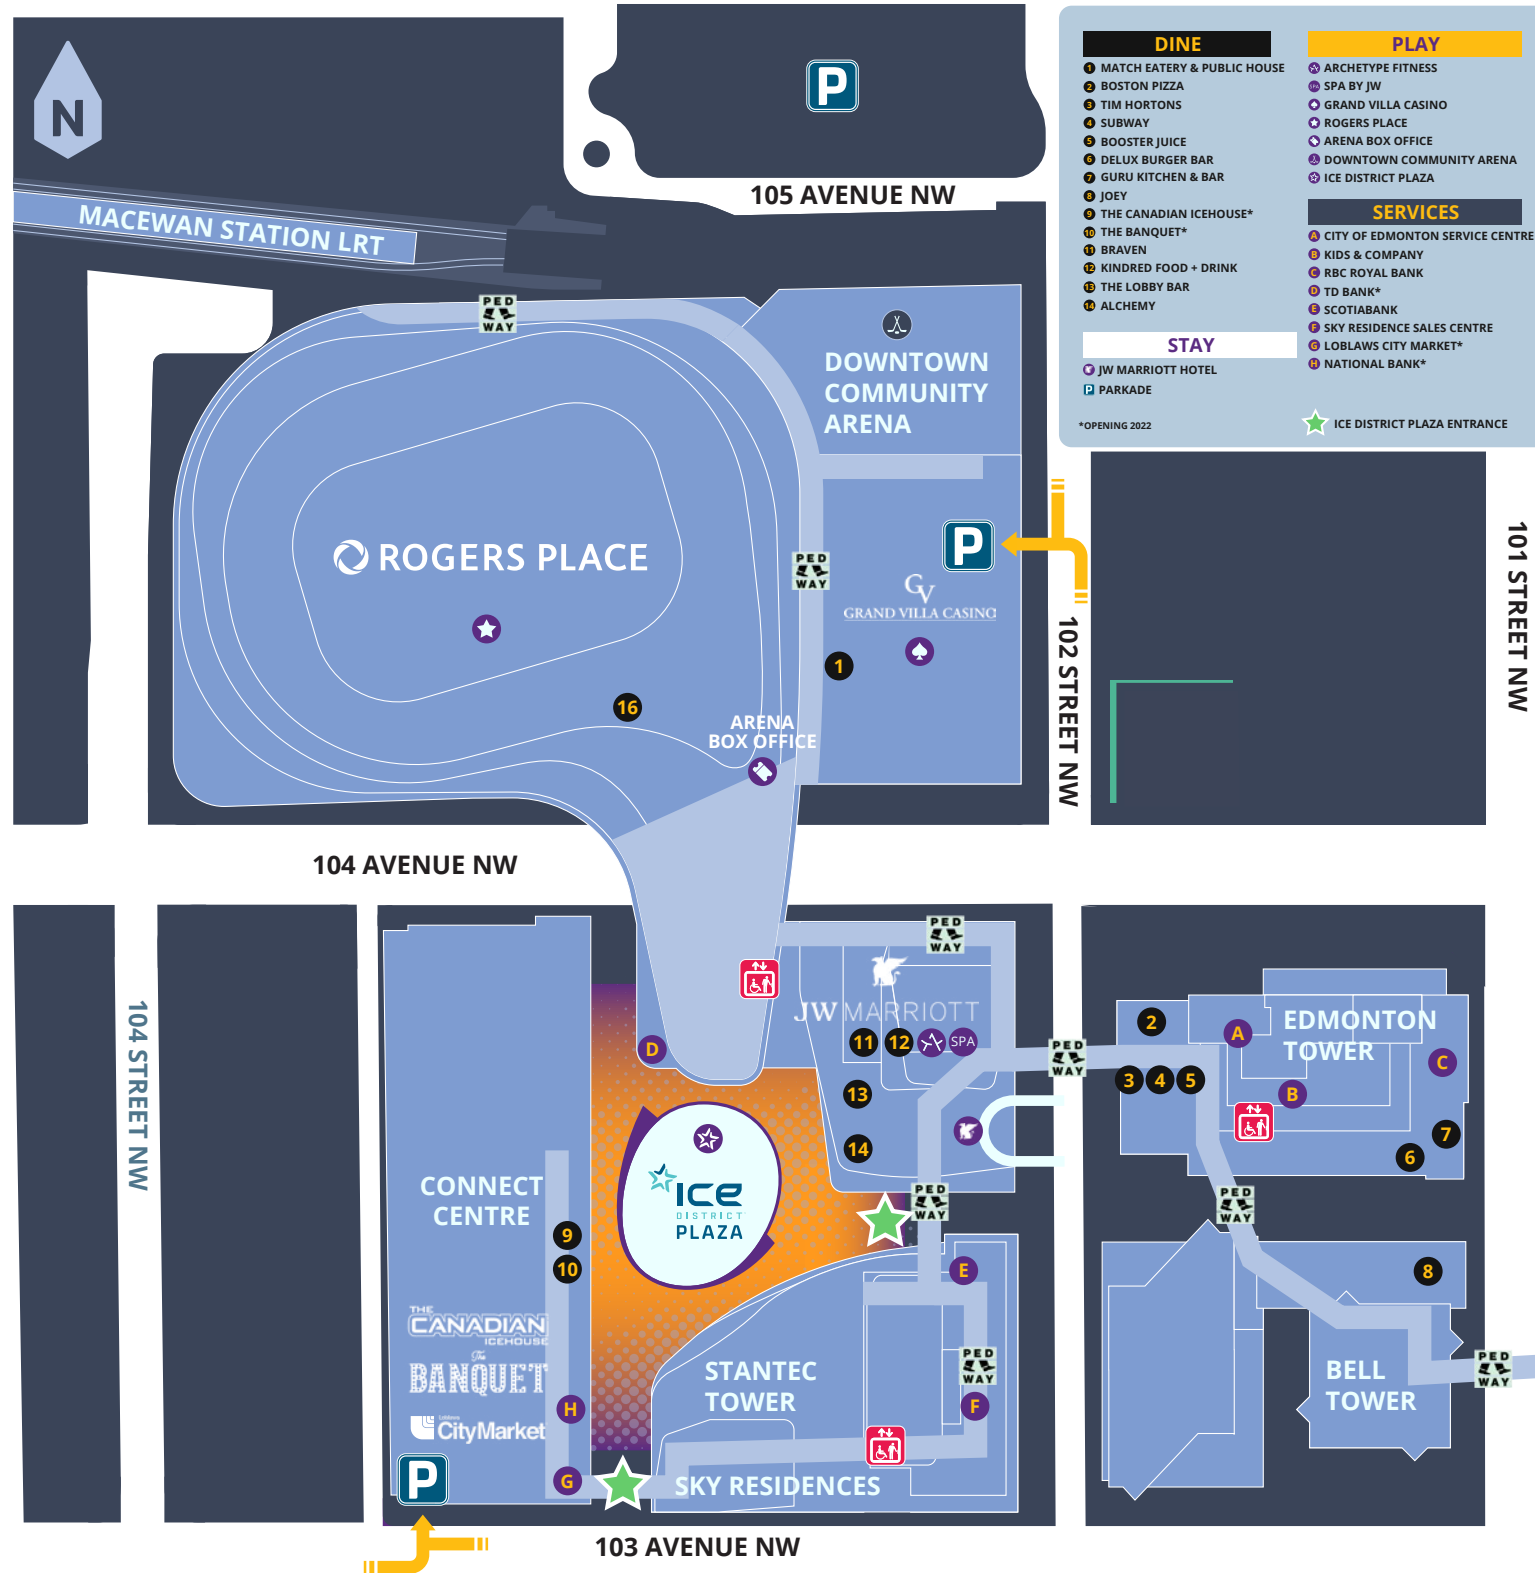 N
P
105 AVENUE NW
MACEWAN STATION LRT
DINE
1 MATCH EATERY & PUBLIC HOUSE
2 BOSTON PIZZA
3 TIM HORTONS
4 SUBWAY
5 BOOSTER JUICE
6 DELUX BURGER BAR
7 GURU KITCHEN & BAR
8 JOEY
9 THE CANADIAN ICEHOUSE*
10 THE BANQUET*
11 BRAVEN
12 KINDRED FOOD + DRINK
13 THE LOBBY BAR
14 ALCHEMY
STAY
JW MARRIOTT HOTEL
P PARKADE
*OPENING 2022
PLAY
ARCHETYPE FITNESS
SPA SPA BY JW
GRAND VILLA CASINO
ROGERS PLACE
ARENA BOX OFFICE
DOWNTOWN COMMUNITY ARENA
ICE DISTRICT PLAZA
SERVICES
A CITY OF EDMONTON SERVICE CENTRE
B KIDS & COMPANY
C RBC ROYAL BANK
D TD BANK*
E SCOTIABANK
F SKY RESIDENCE SALES CENTRE
G LOBLAWS CITY MARKET*
H NATIONAL BANK*
ICE DISTRICT PLAZA ENTRANCE
PED
WAY
DOWNTOWN
COMMUNITY
ARENA
ROGERS PLACE
PED
WAY
P
GV
GRAND VILLA CASINO
1
16
ARENA
BOX OFFICE
102 STREET NW
101 STREET NW
104 AVENUE NW
104 STREET NW
PED
WAY
JW MARRIOTT
11
12
SPA
13
14
D
PED
WAY
2
3
4
5
A
EDMONTON
TOWER
B
C
7
6
PED
WAY
CONNECT
CENTRE
ICE
DISTRICT
PLAZA
PED
WAY
9
10
E
8
THE
CANADIAN
ICEHOUSE
The
BANQUET
Loblaws
CityMarket
H
G
P
STANTEC
TOWER
PED
WAY
F
SKY RESIDENCES
BELL
TOWER
PED
WAY
103 AVENUE NW